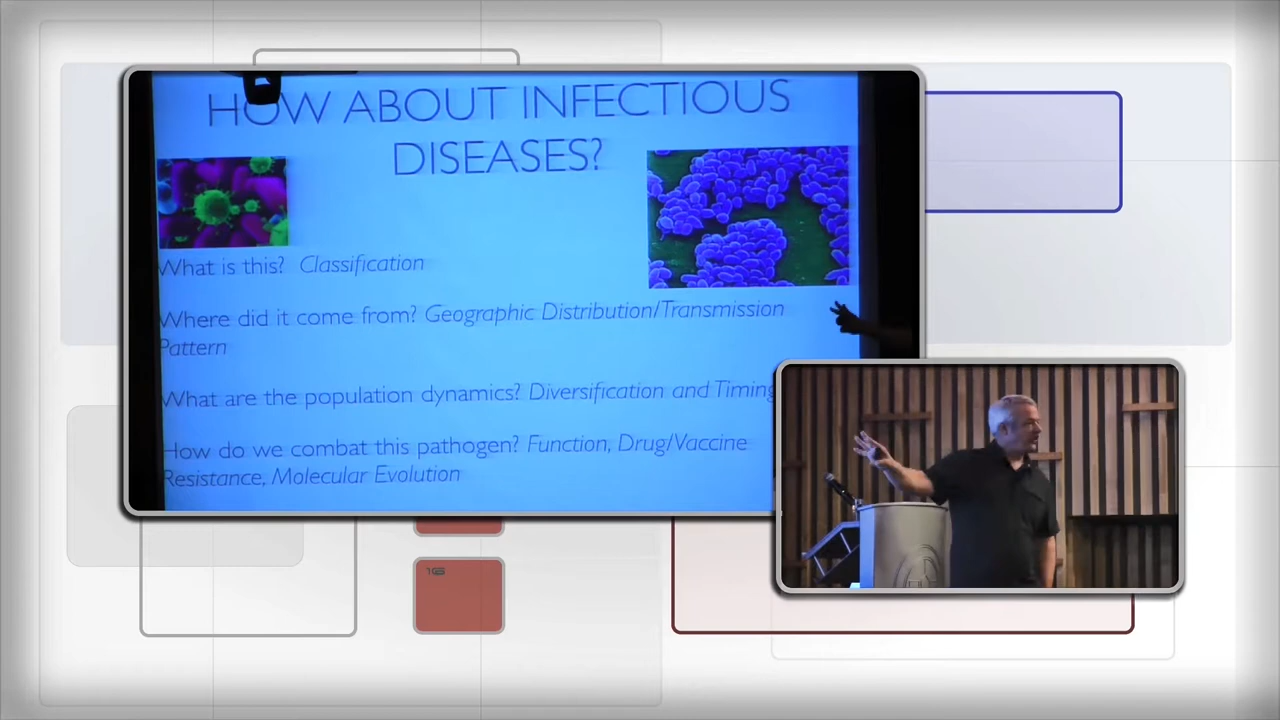 HOW ABOUT INFECTIOUS
DISEASES?
What is this? Classification
Where did it come from? Geographic Distribution/Transmission
Pattern
What are the population dynamics? Diversification and Timing
How do we combat this pathogen? Function, Drug/Vaccine
Resistance, Molecular Evolution